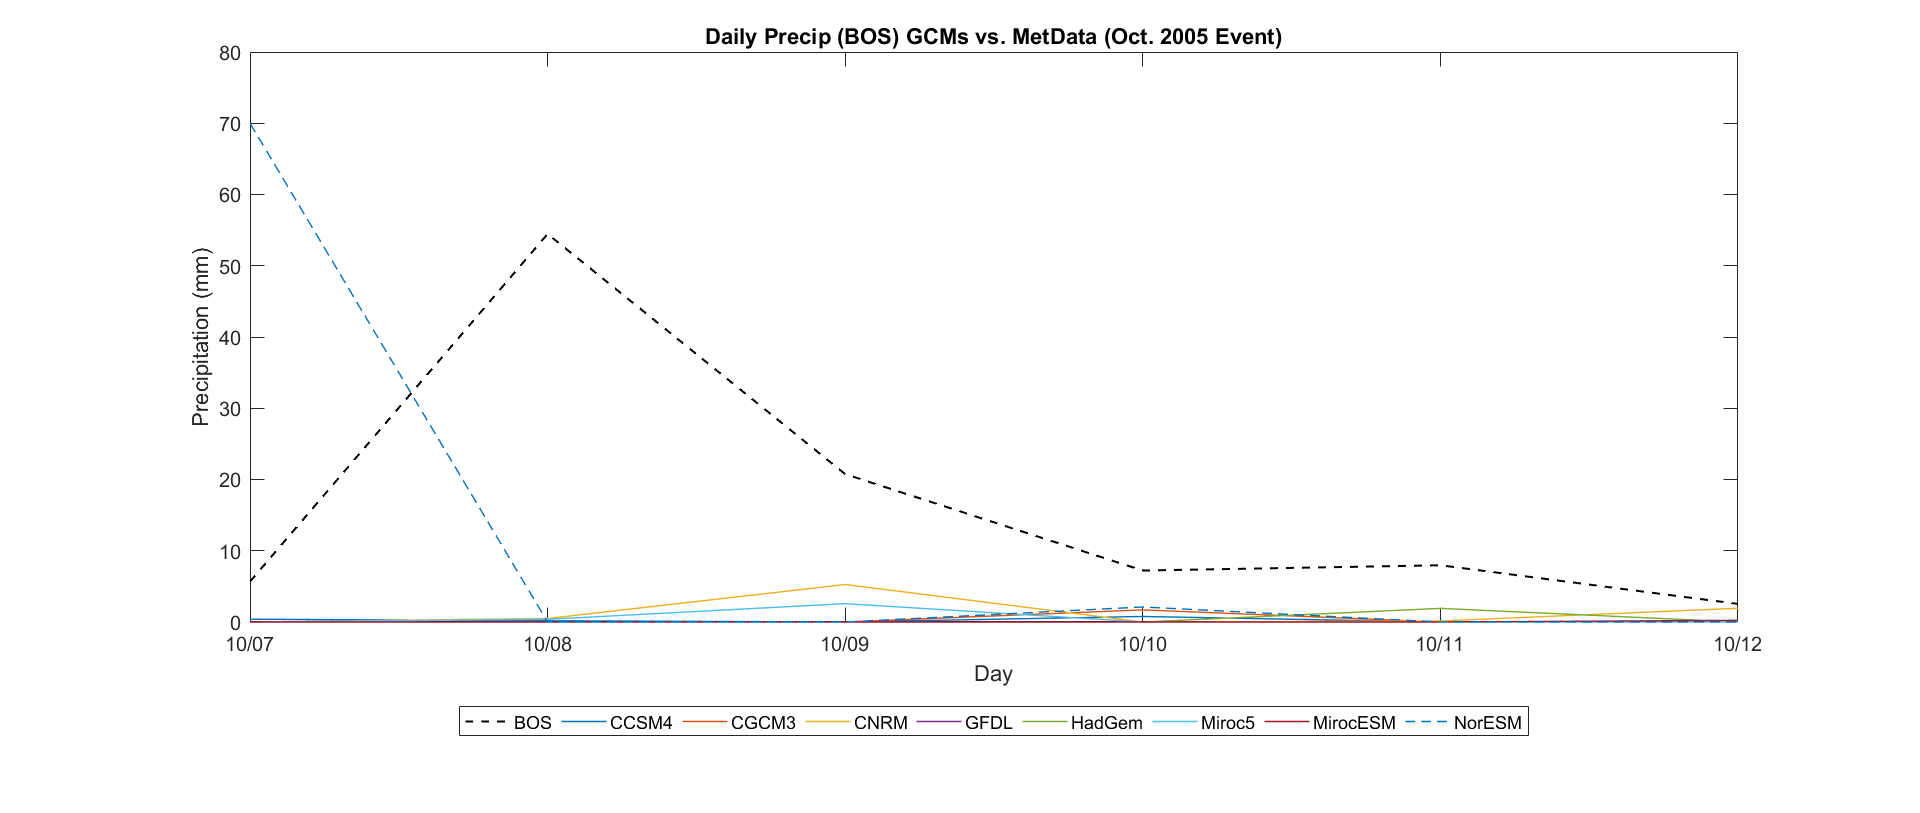 Daily Precip (BOS) GCMs vs. MetData (Oct. 2005 Event)
80
70
60
50
40
30
20
10
0
Precipitation (mm)
10/07 10/08 10/09 10/10 10/11 10/12
Day
BOS CCSM4 CGCM3 CNRM GFDL HadGem Miroc5 MirocESM NorESM